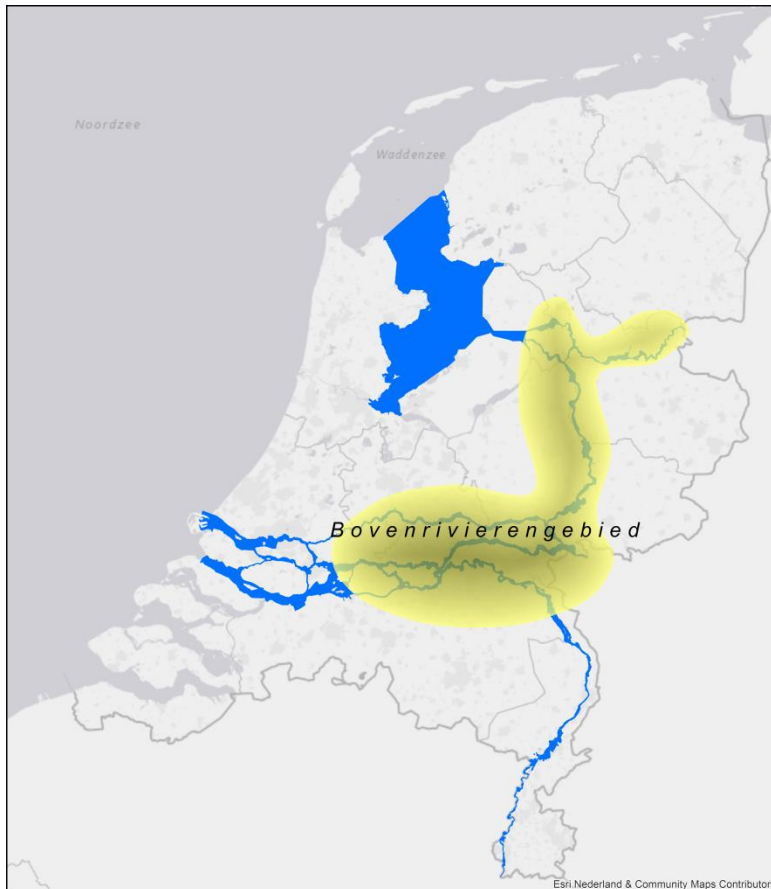 Noordzee
Waddenzee
Bovenrivierengebied
Esri Nederland & Community Maps Contributor